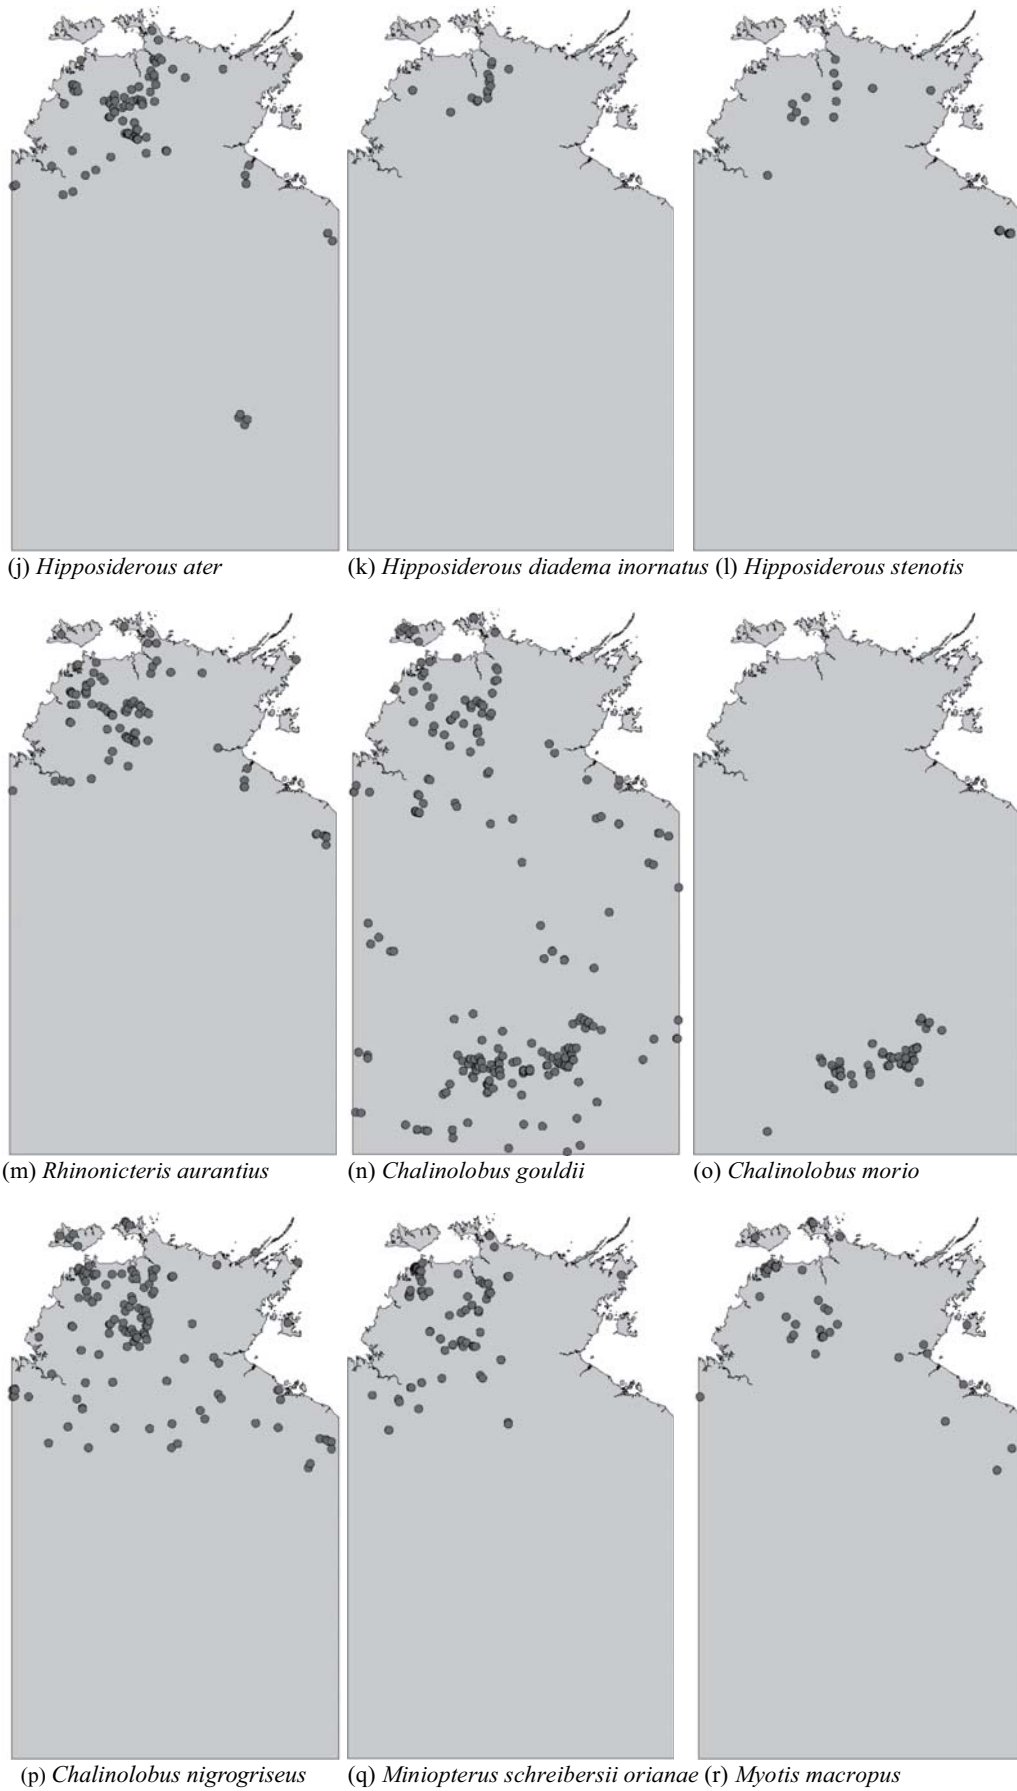 (j) Hipposiderous ater (k) Hipposiderous diadema inornatus (l) Hipposiderous stenotis
(m) Rhinonicteris aurantius (n) Chalinolobus gouldii (o) Chalinolobus morio
(p) Chalinolobus nigrogriseus (q) Miniopterus schreibersii orianae (r) Myotis macropus